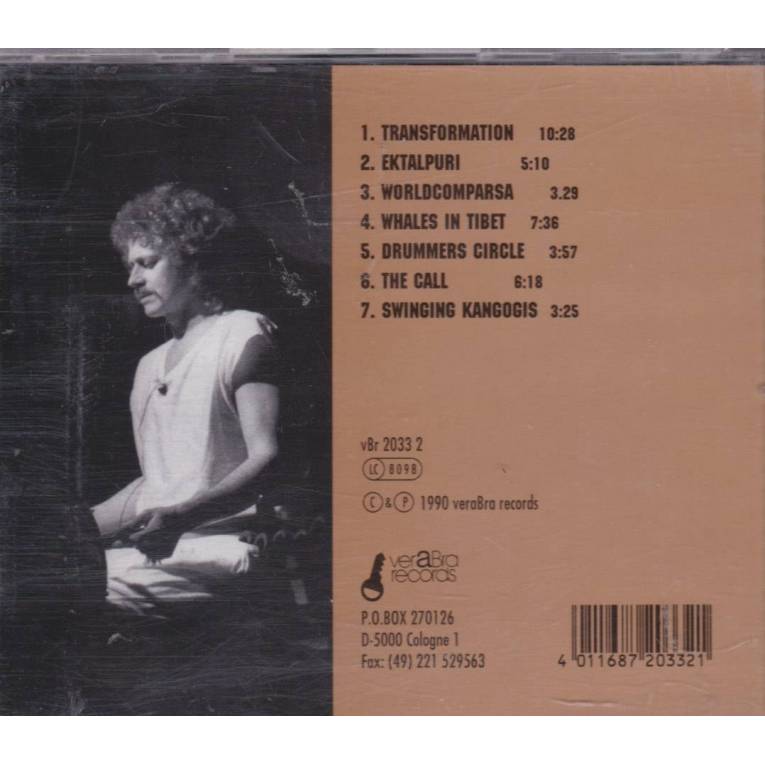 1. TRANSFORMATION 10:28
2. EKTALPURI 5:10
3. WORLDCOMPARSA 3.29
4. WHALES IN TIBET 7:36
5. DRUMMERS CIRCLE 3:57
6. THE CALL 6:18
7. SWINGING KANGOGIS 3:25
vBr 2033 2
LC 8098
C & P 1990 veraBra records
veraBra
records
P.O.BOX 270126
D-5000 Cologne 1
Fax: (49) 221 529563
4 011687 203321